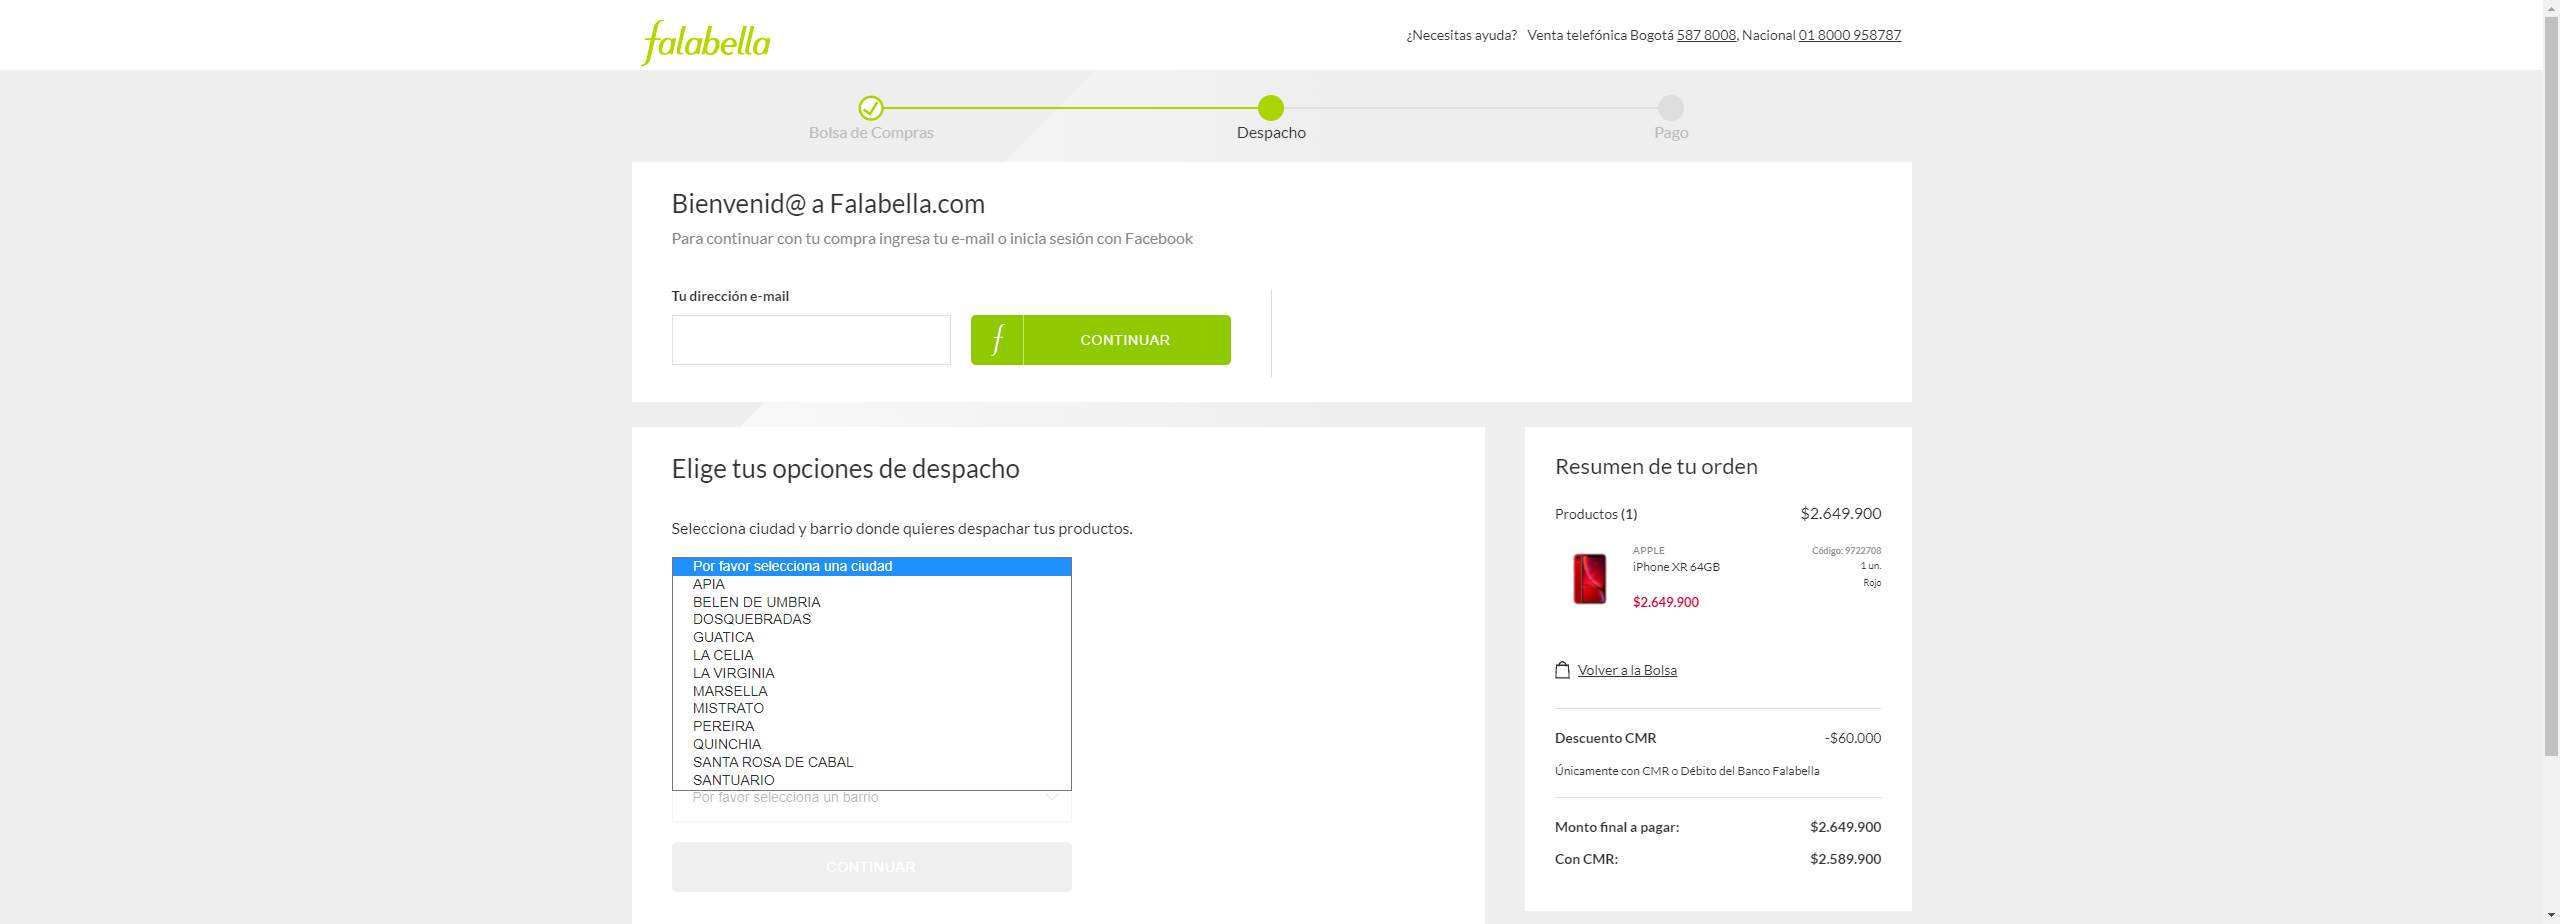 falabella
¿Necesitas ayuda? Venta telefónica Bogotá 587 8008, Nacional 01 8000 958787
Bolsa de Compras
Despacho
Pago
Bienvenid@ a Falabella.com
Para continuar con tu compra ingresa tu e-mail o inicia sesión con Facebook
Tu dirección e-mail
f CONTINUAR
Elige tus opciones de despacho
Selecciona ciudad y barrio donde quieres despachar tus productos.
Por favor selecciona una ciudad
APIA
BELEN DE UMBRIA
DOSQUEBRADAS
GUATICA
LA CELIA
LA VIRGINIA
MARSELLA
MISTRATO
PEREIRA
QUINCHIA
SANTA ROSA DE CABAL
SANTUARIO
Por favor selecciona un barrio
CONTINUAR
Resumen de tu orden
Productos (1) $2.649.900
APPLE Código: 9722708
iPhone XR 64GB 1 un.
Rojo
$2.649.900
Volver a la Bolsa
Descuento CMR -$60.000
Únicamente con CMR o Débito del Banco Falabella
Monto final a pagar: $2.649.900
Con CMR: $2.589.900